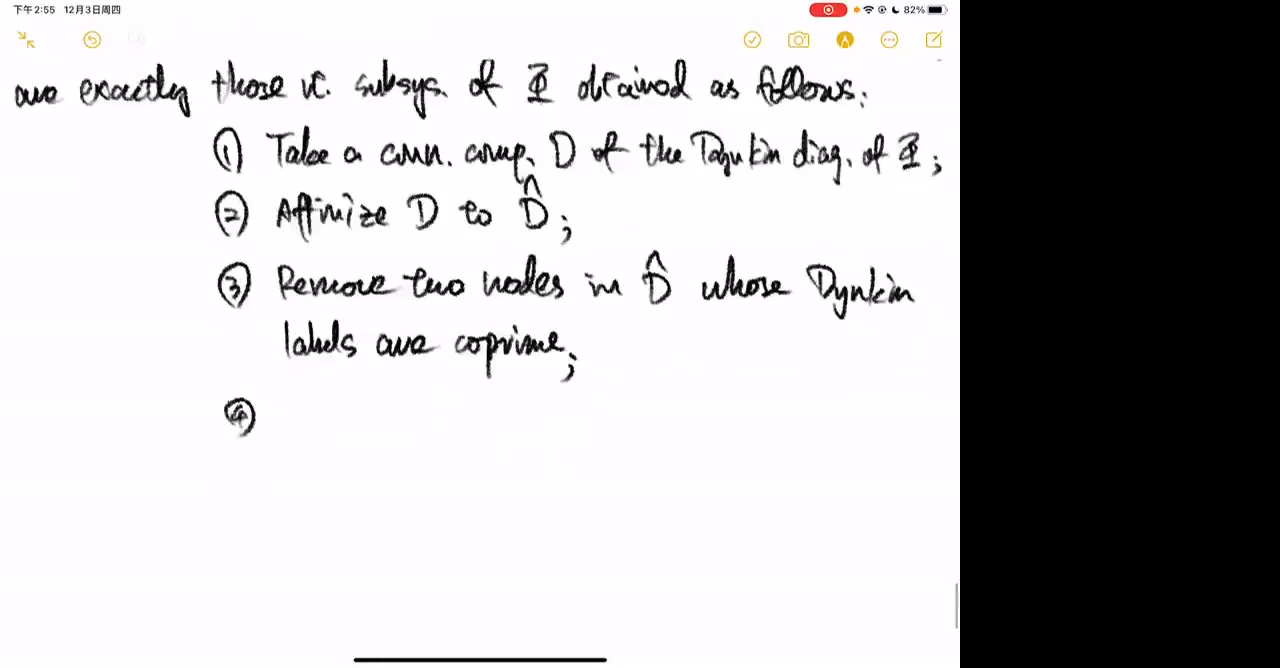 下午2:55 12月3日周四
82%
are exactly those rt. subsys. of Φ obtained as follows:
① Take a conn. comp. D of the Dynkin diag. of Φ;
② Affinize D to D̂;
③ Remove two nodes in D̂ whose Dynkin
labels are coprime;
④